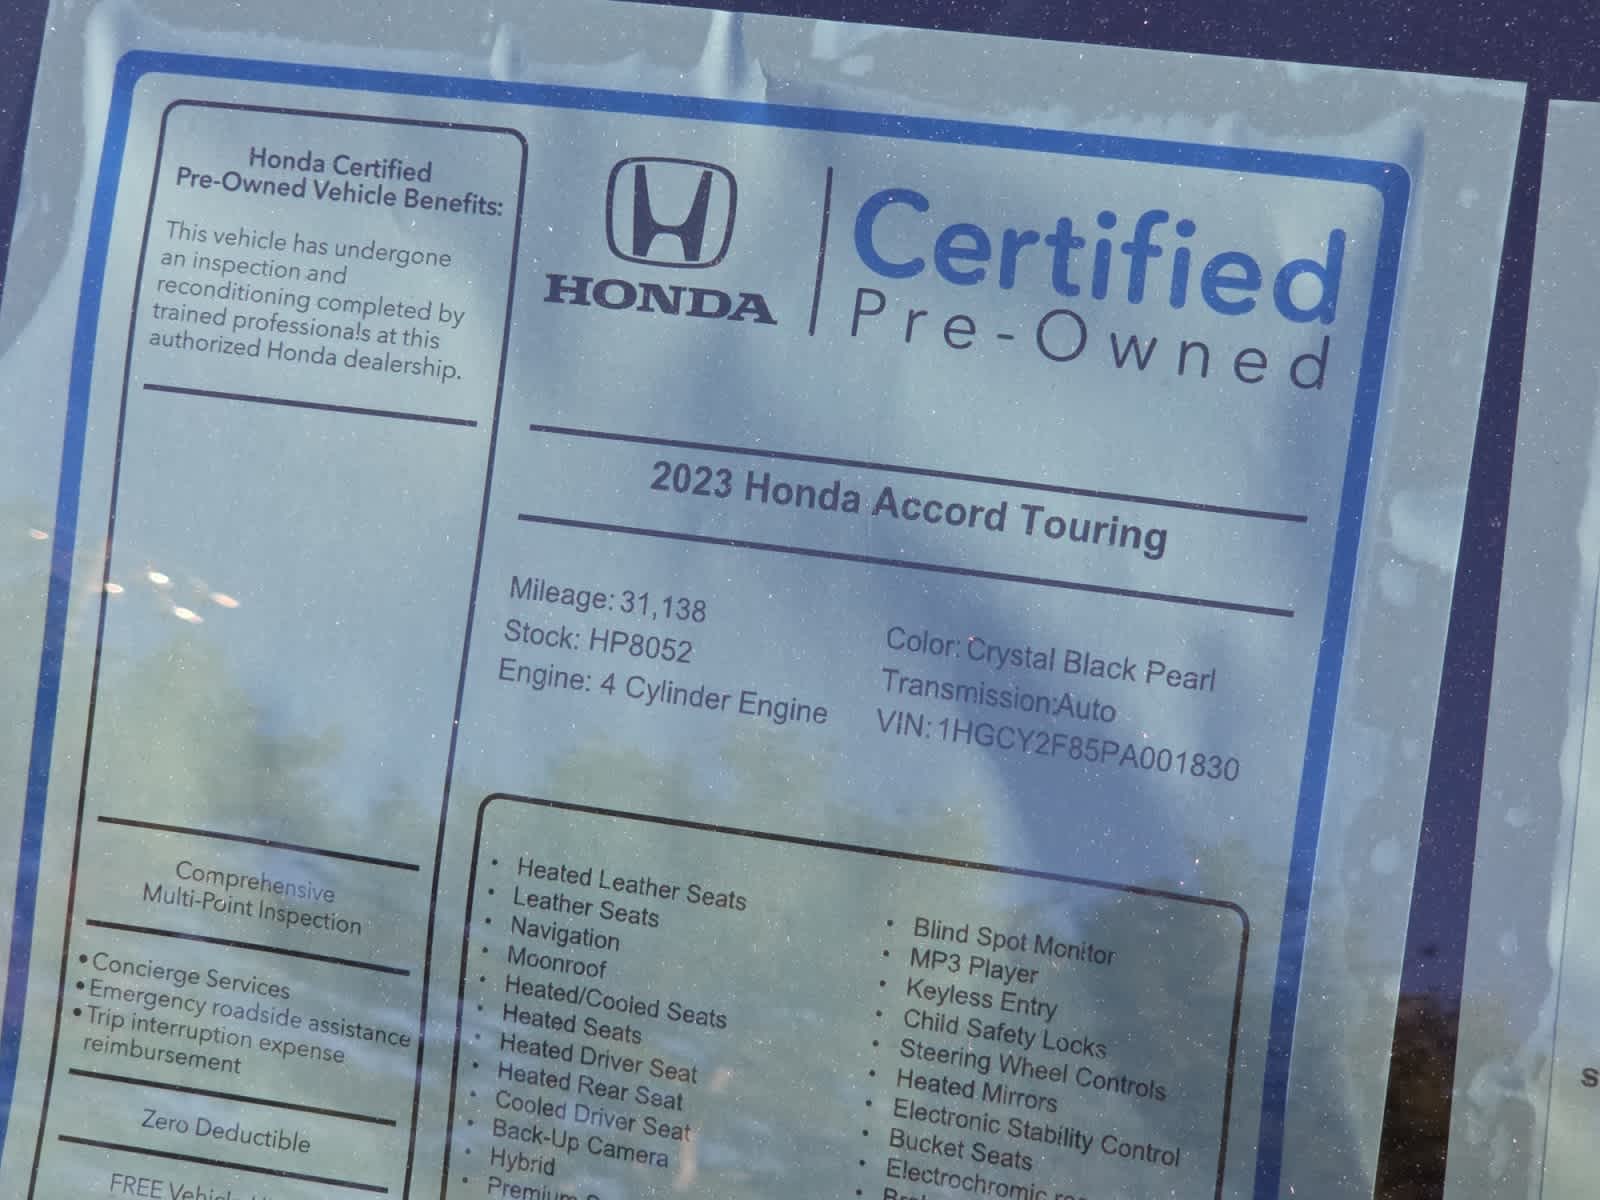 Honda Certified
Pre-Owned Vehicle Benefits:
This vehicle has undergone
an inspection and
reconditioning completed by
trained professionals at this
authorized Honda dealership.
Comprehensive
Multi-Point Inspection
• Concierge Services
• Emergency roadside assistance
• Trip interruption expense
reimbursement
Zero Deductible
FREE
HONDA
Certified
Pre-Owned
2023 Honda Accord Touring
Mileage: 31,138
Stock: HP8052
Engine: 4 Cylinder Engine
Color: Crystal Black Pearl
Transmission:Auto
VIN: 1HGCY2F85PA001830
• Heated Leather Seats
• Leather Seats
• Navigation
• Moonroof
• Heated/Cooled Seats
• Heated Seats
• Heated Driver Seat
• Heated Rear Seat
• Cooled Driver Seat
• Back-Up Camera
• Hybrid
• Premium
• Blind Spot Monitor
• MP3 Player
• Keyless Entry
• Child Safety Locks
• Steering Wheel Controls
• Heated Mirrors
• Electronic Stability Control
• Bucket Seats
• Electrochromic